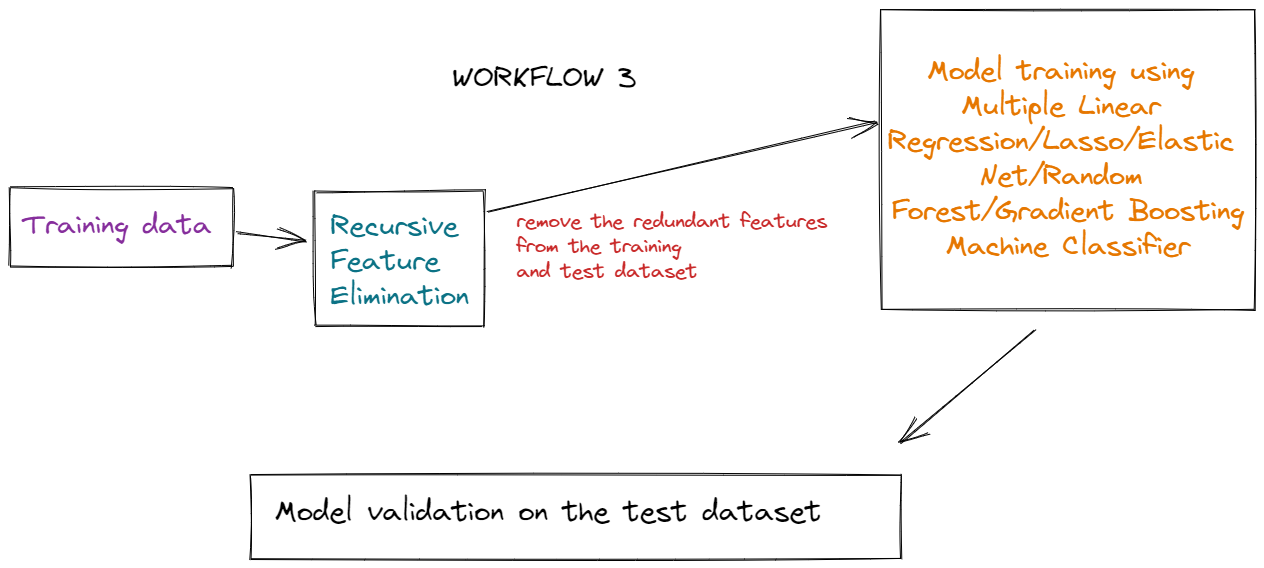 WORKFLOW 3
Training data
Recursive
Feature
Elimination
remove the redundant features
from the training
and test dataset
Model training using
Multiple Linear
Regression/Lasso/Elastic
Net/Random
Forest/Gradient Boosting
Machine Classifier
Model validation on the test dataset